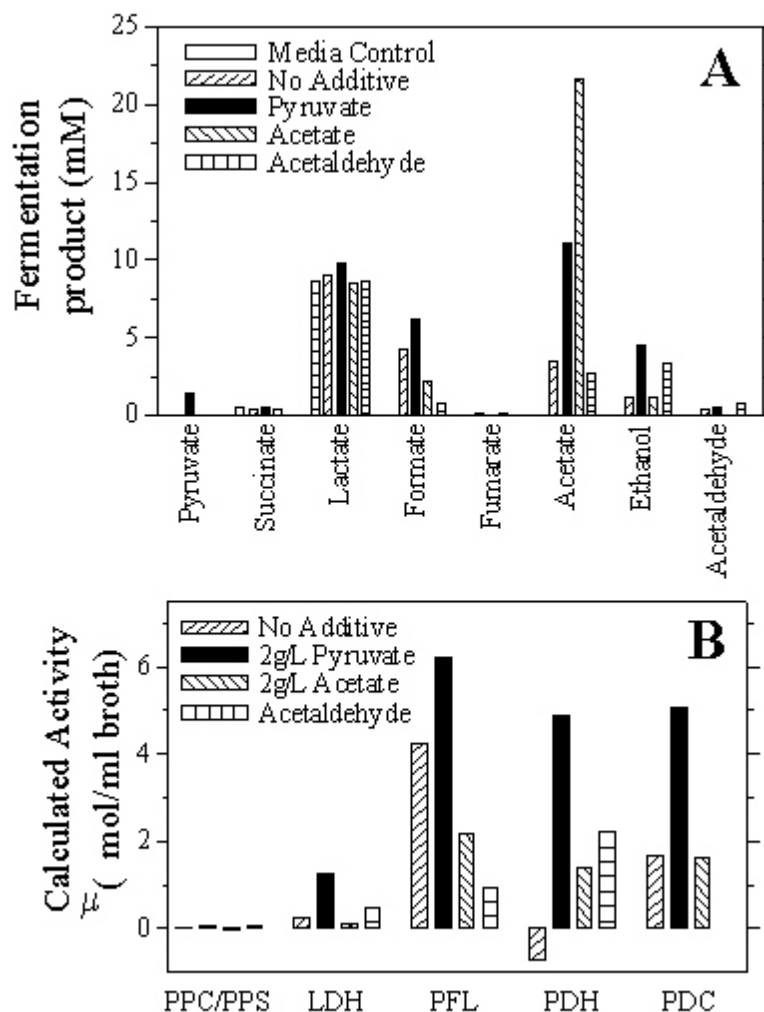 25
20
15
10
5
0
Fermentation
product (mM)
Media Control
No Additive
Pyruvate
Acetate
Acetaldehyde
A
Pyruvate
Succinate
Lactate
Formate
Fumarate
Acetate
Ethanol
Acetaldehyde
6
4
2
0
Calculated Activity
μ( mol/ml broth)
No Additive
2g/L Pyruvate
2g/L Acetate
Acetaldehyde
B
PPC/PPS
LDH
PFL
PDH
PDC